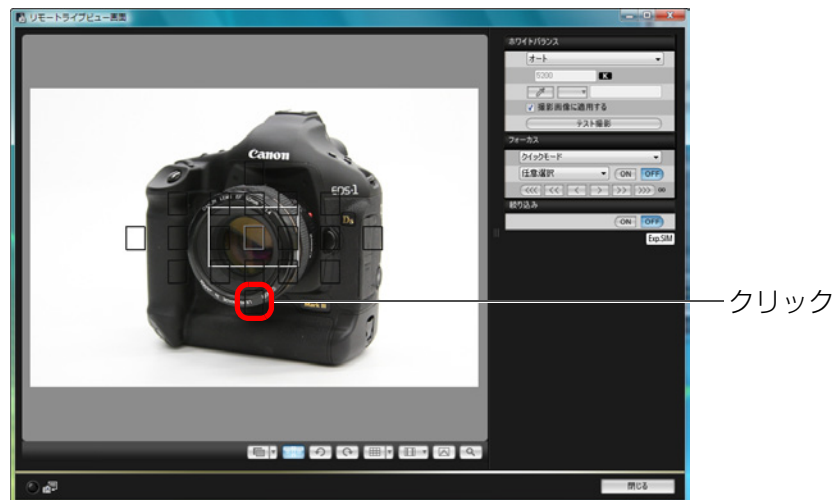 リモートライブビュー画面
ホワイトバランス
オート
5200
K
撮影画像に適用する
テスト撮影
フォーカス
クイックモード
任意選択
ON OFF
<<< << < > >> >>> ∞
絞り込み
ON OFF
Exp.SIM
Canon
EOS-1
Ds
Mark III
クリック
閉じる